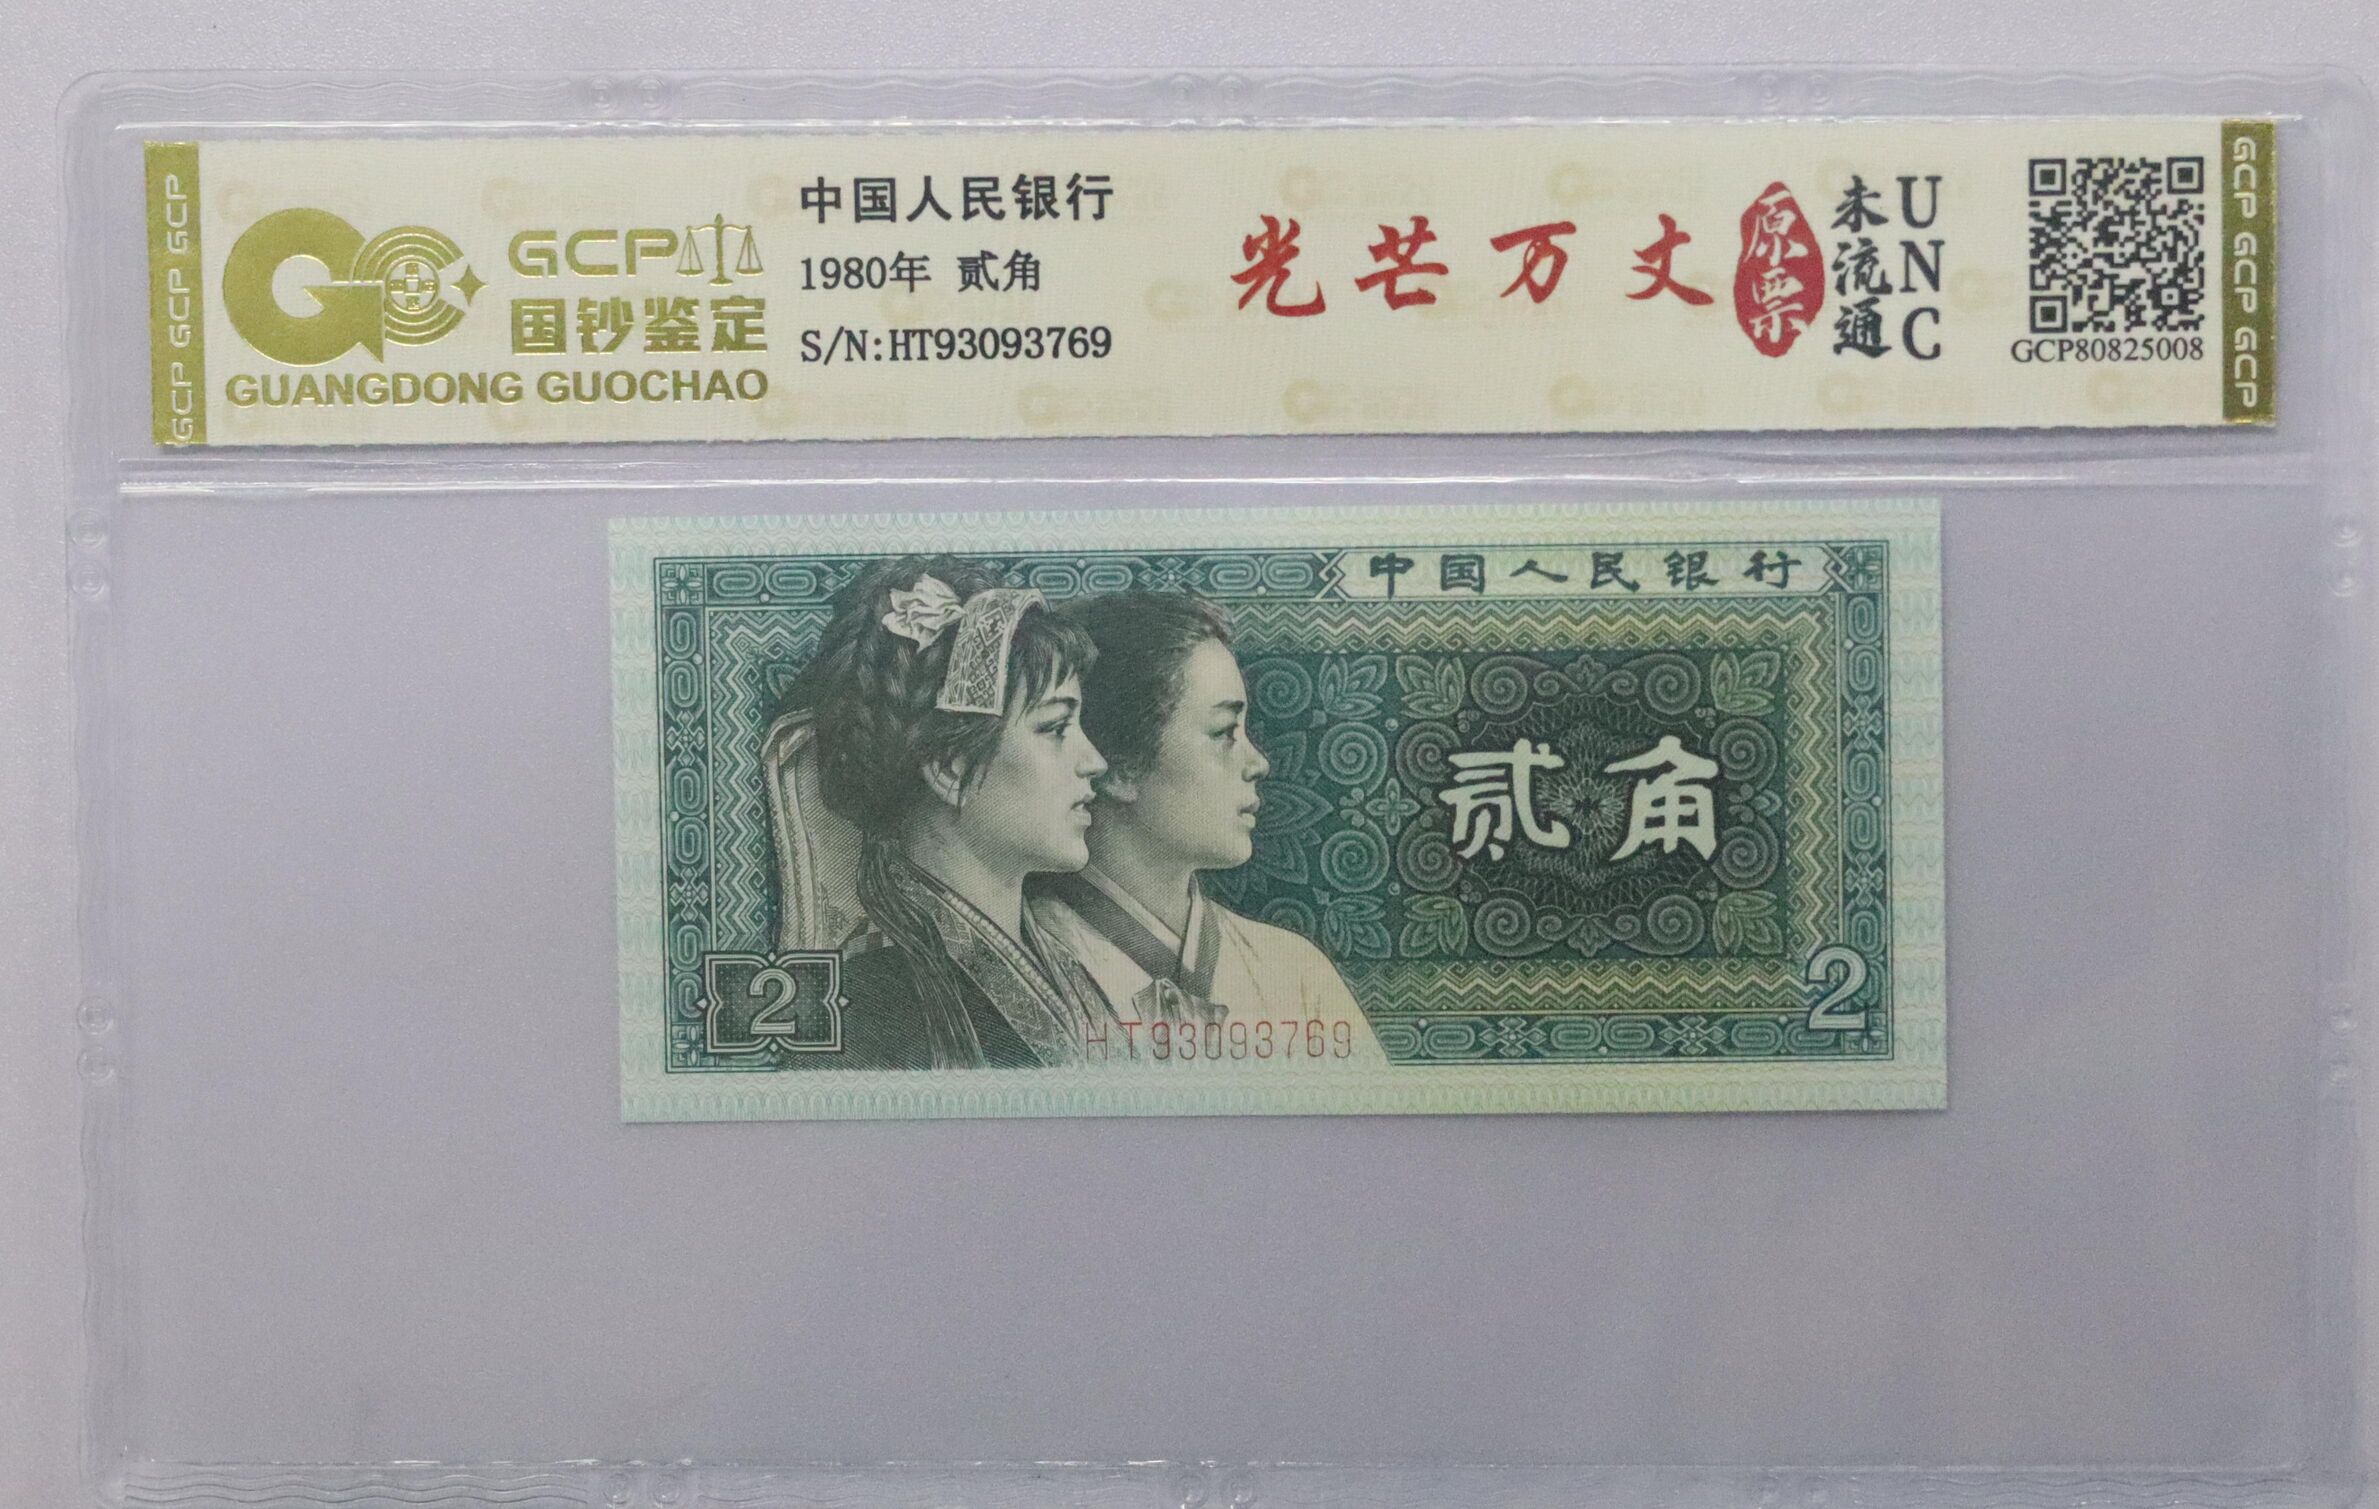 GCP GCP GCP
GCP
国钞鉴定
GUANGDONG GUOCHAO
中国人民银行
1980年 贰角
S/N:HT93093769
光芒万丈
原票
未流通
UNC
GCP80825008
GCP GCP GCP
中国人民银行
贰角
2
2
HT93093769